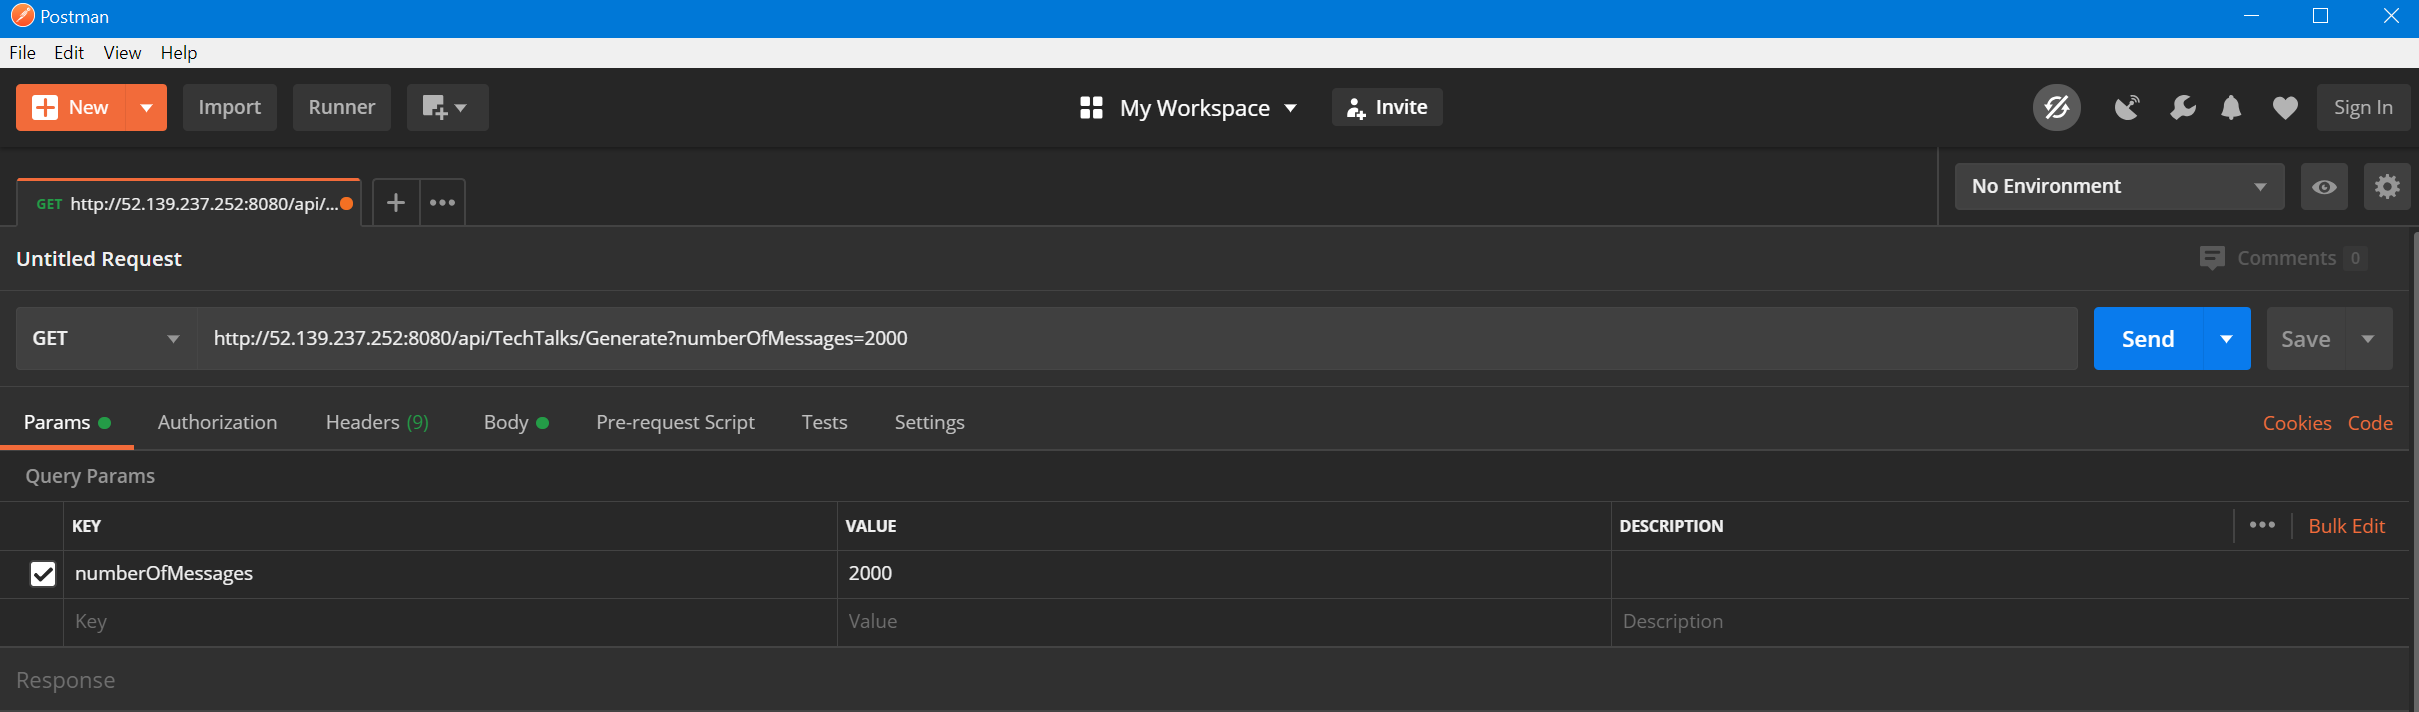 Postman
File Edit View Help
New Import Runner My Workspace Invite Sign In
GET http://52.139.237.252:8080/api/... No Environment
Untitled Request Comments 0
GET http://52.139.237.252:8080/api/TechTalks/Generate?numberOfMessages=2000 Send Save
Params Authorization Headers (9) Body Pre-request Script Tests Settings Cookies Code
Query Params
KEY VALUE DESCRIPTION Bulk Edit
numberOfMessages 2000
Key Value Description
Response